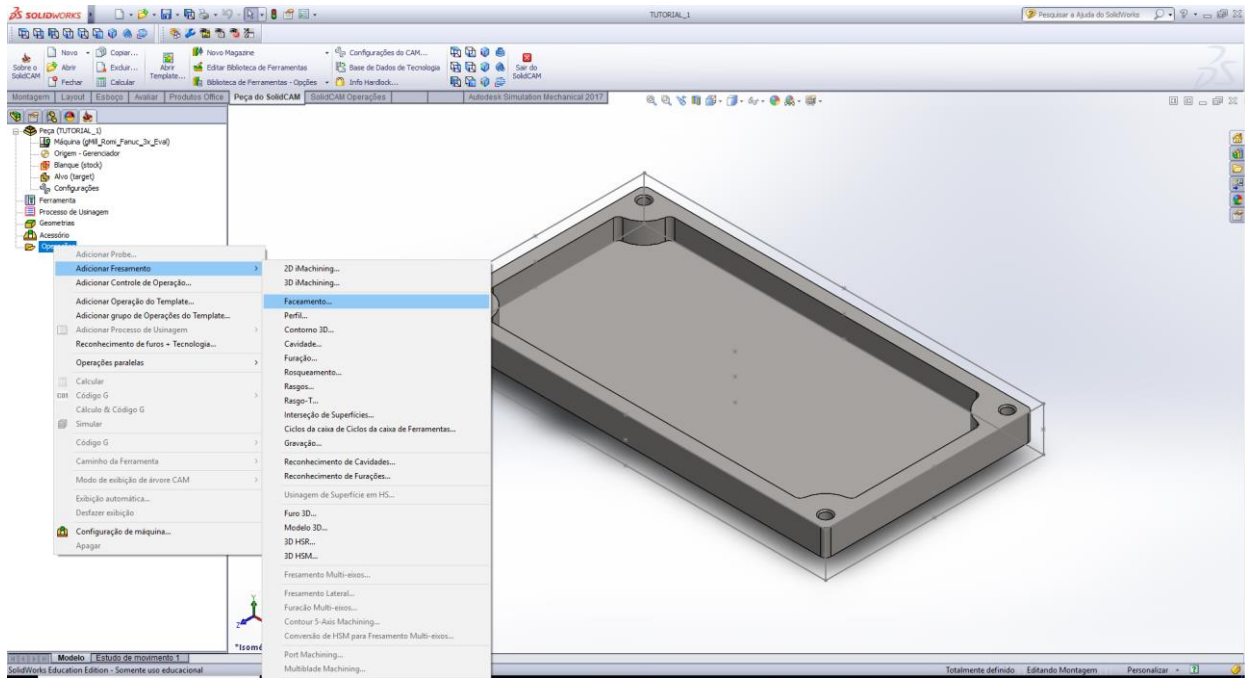 SOLIDWORKS
TUTORIAL_1
Pesquisar a Ajuda do SolidWorks
Sobre o SolidCAM
Novo
Abrir
Fechar
Copiar...
Exclur...
Calcular
Abrir Template...
Novo Magazine
Editar Biblioteca de Ferramentas
Biblioteca de Ferramentas - Opções
Configurações do CAM...
Base de Dados de Tecnologia
Info Hardlock...
Sair do SolidCAM
Montagem
Layout
Esboço
Avaliar
Produtos Office
Peça do SolidCAM
SolidCAM Operações
Autodesk Simulation Mechanical 2017
Peça (TUTORIAL_1)
Máquina (gMill_Romi_Fanuc_3x_Eval)
Origem - Gerenciador
Blanque (stock)
Alvo (target)
Configurações
Ferramenta
Processo de Usinagem
Geometrias
Acessório
Adicionar Probe...
Adicionar Fresamento
Adicionar Controle de Operação...
Adicionar Operação do Template...
Adicionar grupo de Operações do Template...
Adicionar Processo de Usinagem
Reconhecimento de furos + Tecnologia...
Operações paralelas
Calcular
G01 Código G
Cálculo & Código G
Simular
Código G
Caminho da Ferramenta
Modo de exibição de árvore CAM
Exibição automática...
Desfazer exibição
Configuração de máquina...
Apagar
2D iMachining...
3D iMachining...
Faceamento...
Perfil...
Contorno 3D...
Cavidade...
Furação...
Rosqueamento...
Rasgos...
Rasgo-T...
Interseção de Superfícies...
Ciclos da caixa de Ciclos da caixa de Ferramentas...
Gravação...
Reconhecimento de Cavidades...
Reconhecimento de Furações...
Usinagem de Superfície em HS...
Furo 3D...
Modelo 3D...
3D HSR...
3D HSM...
Fresamento Multi-eixos...
Fresamento Lateral...
Furação Multi-eixos...
Contour 5-Axis Machining...
Conversão de HSM para Fresamento Multi-eixos...
Port Machining...
Multiblade Machining...
Y
Z
Modelo
Estudo de movimento 1
SolidWorks Education Edition - Somente uso educacional
Totalmente definido
Editando Montagem
Personalizar